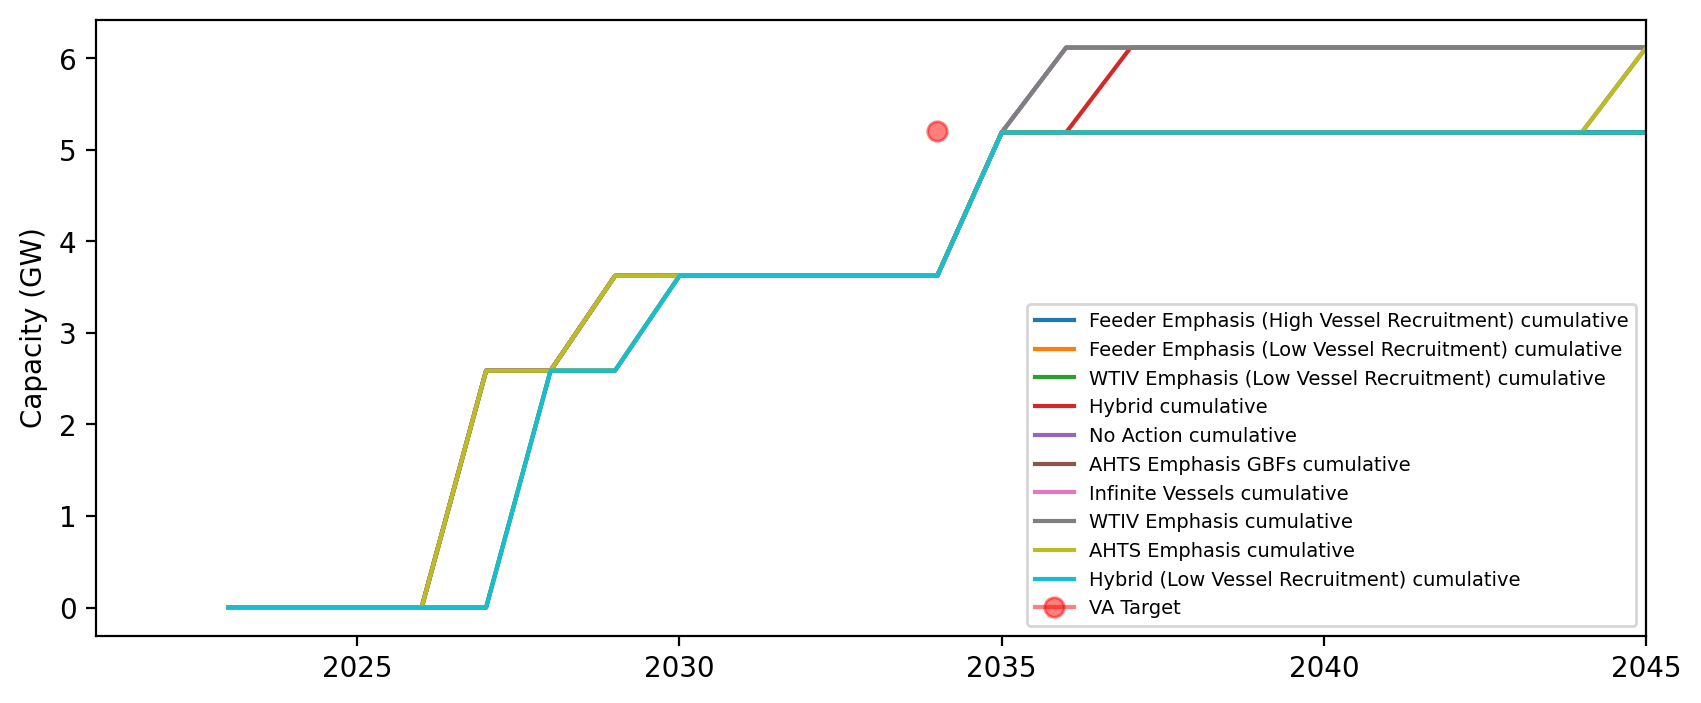 Capacity (GW)
6
5
4
3
2
1
0
2025
2030
2035
2040
2045
Feeder Emphasis (High Vessel Recruitment) cumulative
Feeder Emphasis (Low Vessel Recruitment) cumulative
WTIV Emphasis (Low Vessel Recruitment) cumulative
Hybrid cumulative
No Action cumulative
AHTS Emphasis GBFs cumulative
Infinite Vessels cumulative
WTIV Emphasis cumulative
AHTS Emphasis cumulative
Hybrid (Low Vessel Recruitment) cumulative
VA Target